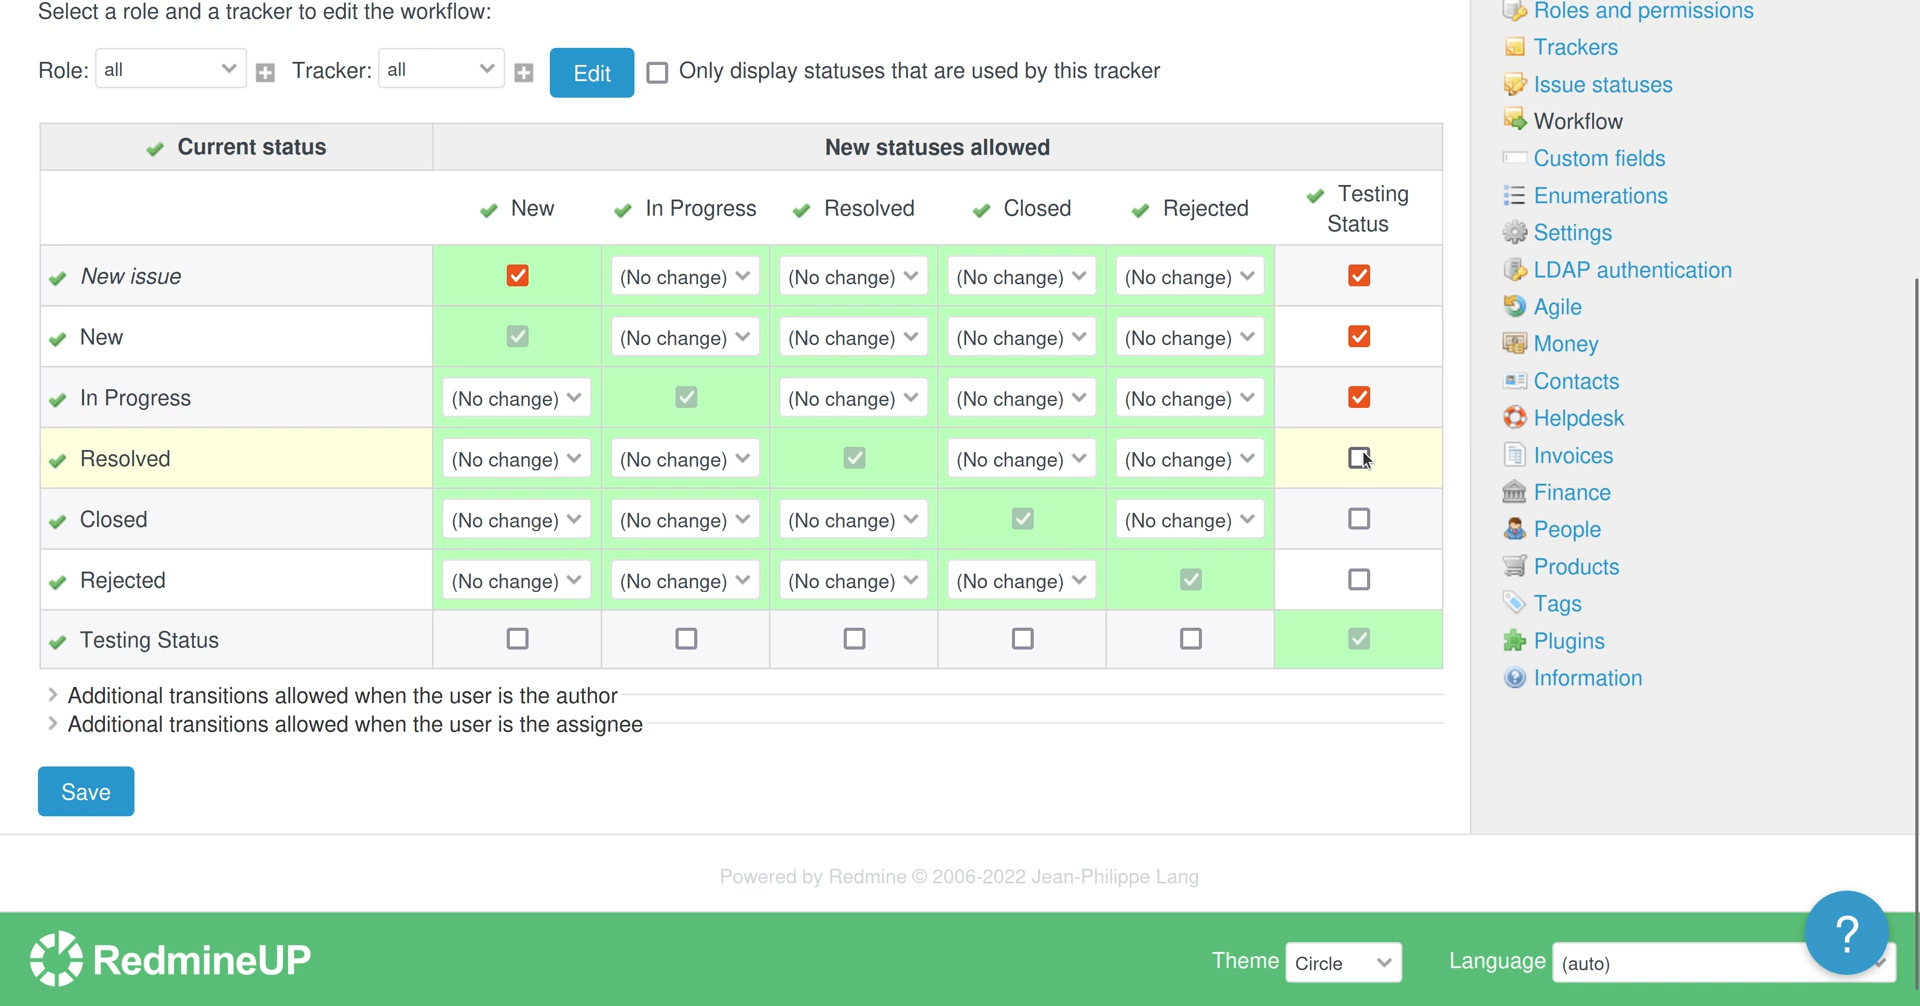 Select a role and a tracker to edit the workflow:
Role: all Tracker: all Edit Only display statuses that are used by this tracker
Current status New statuses allowed
New In Progress Resolved Closed Rejected Testing Status
New issue (No change) (No change) (No change) (No change)
New (No change) (No change) (No change) (No change)
In Progress (No change) (No change) (No change) (No change)
Resolved (No change) (No change) (No change) (No change)
Closed (No change) (No change) (No change) (No change)
Rejected (No change) (No change) (No change) (No change)
Testing Status
Additional transitions allowed when the user is the author
Additional transitions allowed when the user is the assignee
Save
Roles and permissions
Trackers
Issue statuses
Workflow
Custom fields
Enumerations
Settings
LDAP authentication
Agile
Money
Contacts
Helpdesk
Invoices
Finance
People
Products
Tags
Plugins
Information
Powered by Redmine © 2006-2022 Jean-Philippe Lang
RedmineUP Theme Circle Language (auto) ?